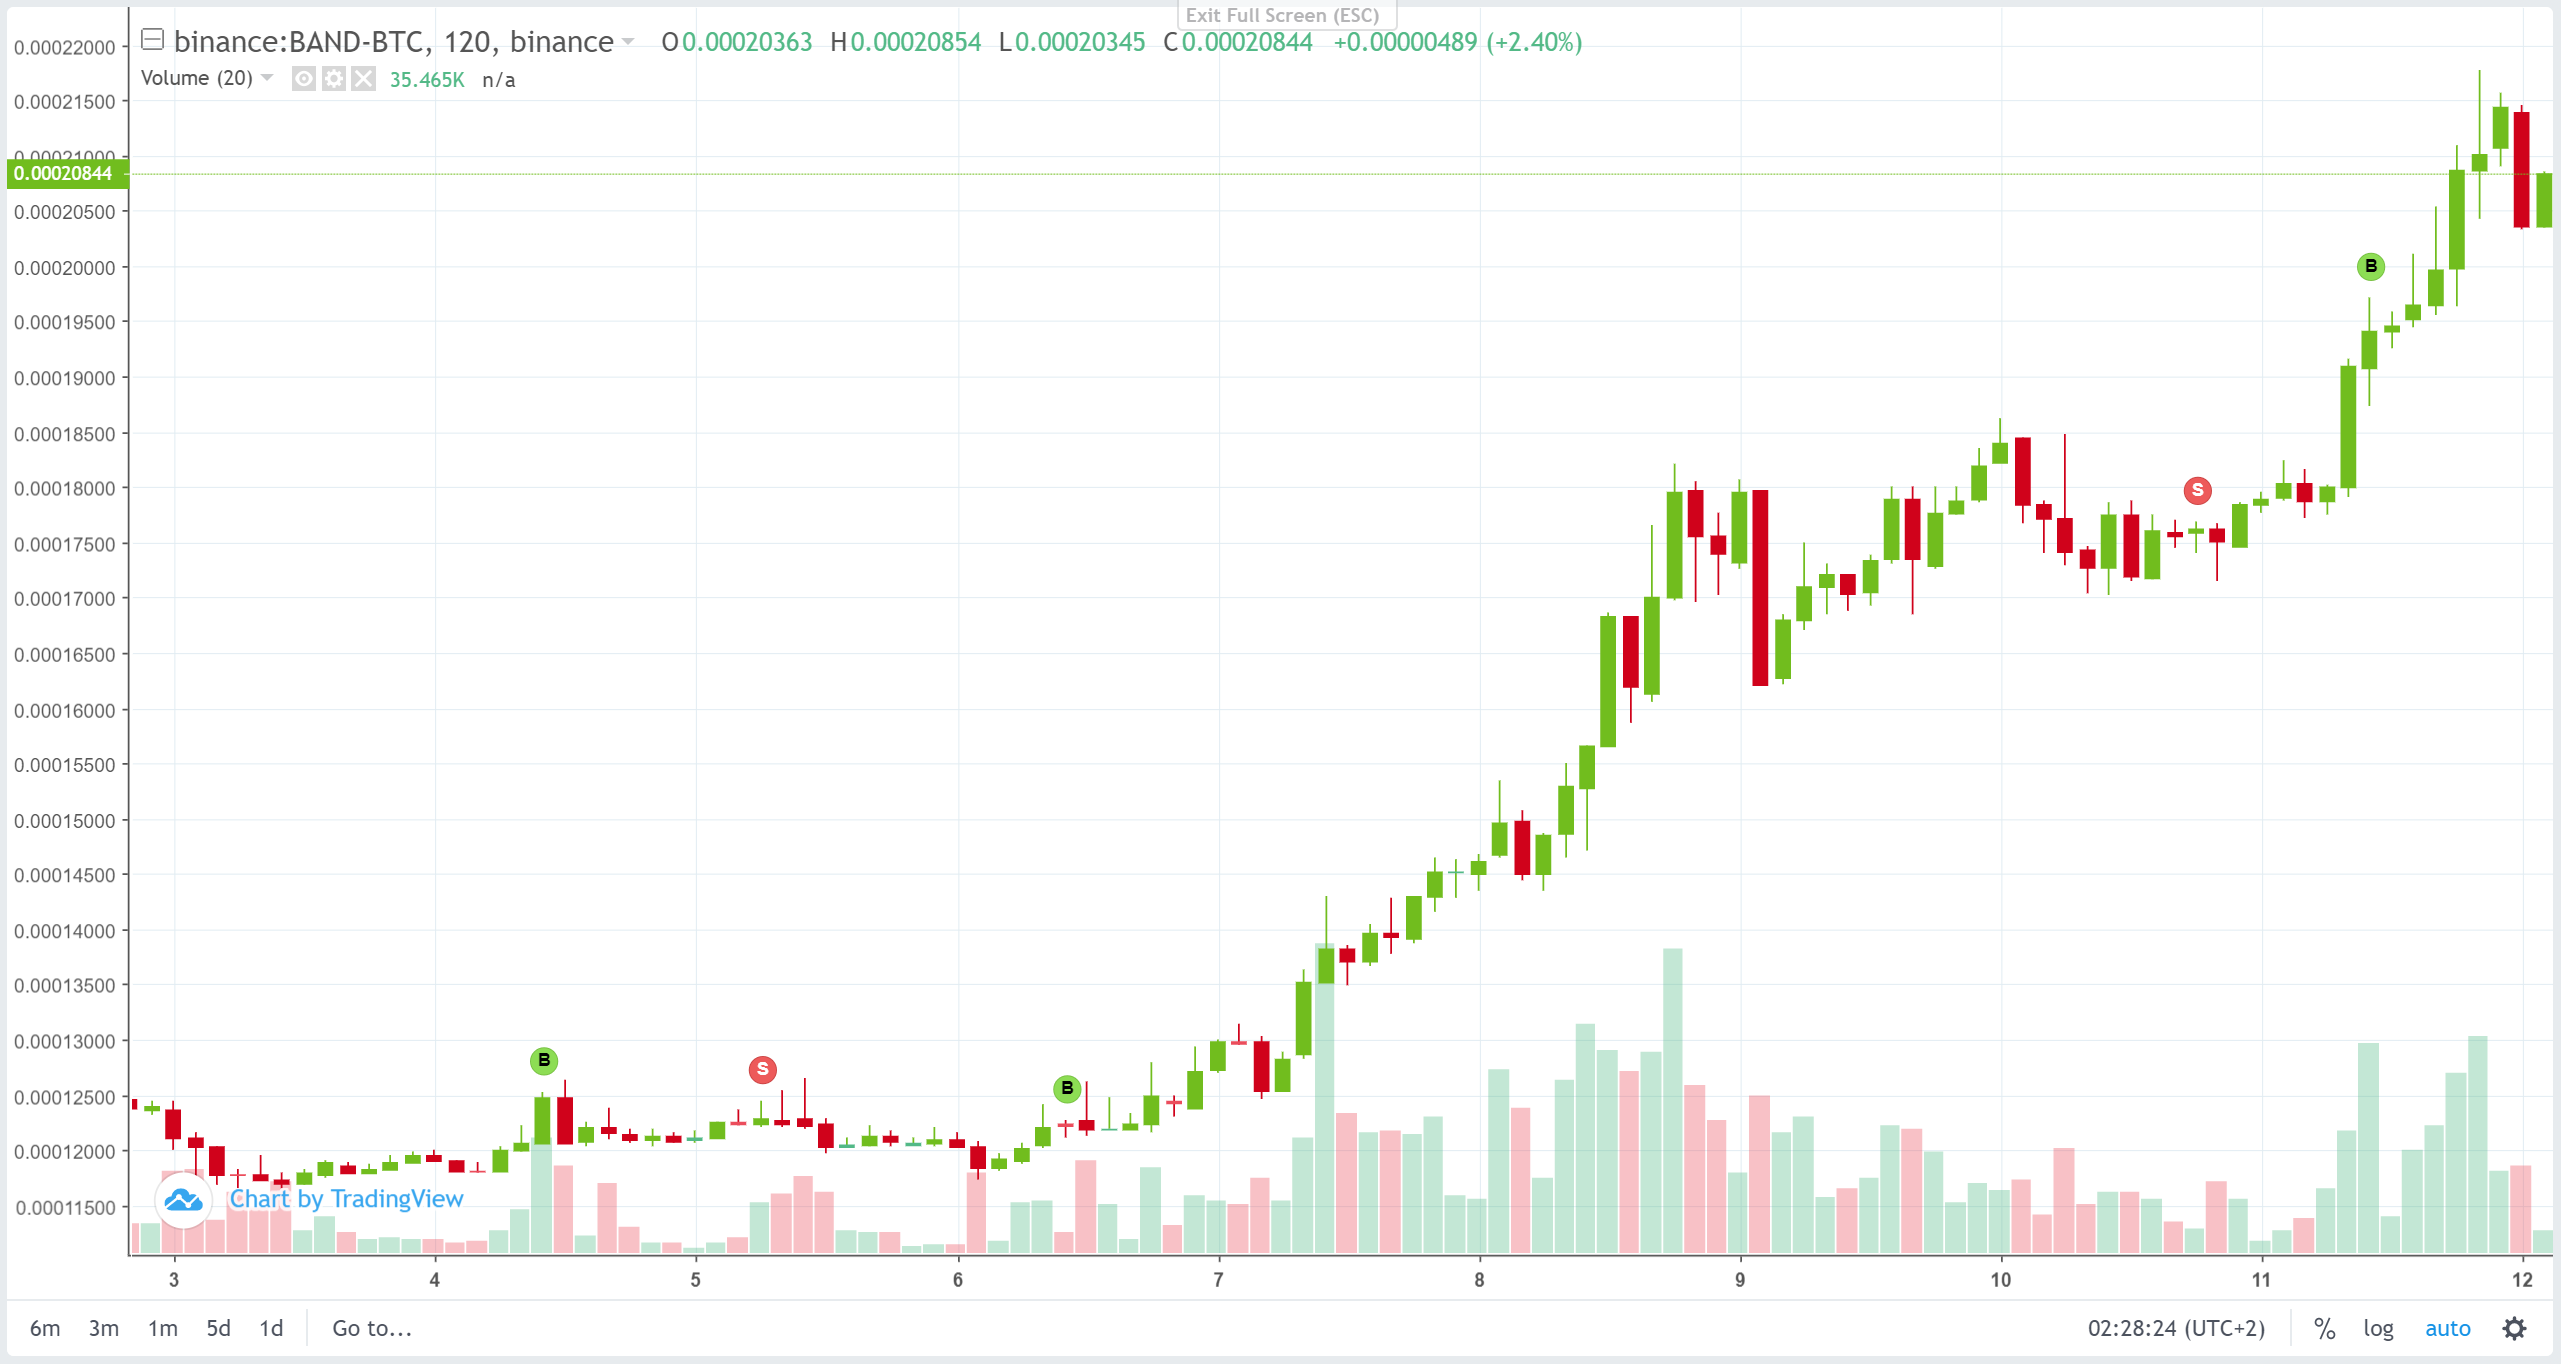 Exit Full Screen (ESC)
binance:BAND-BTC, 120, binance O0.00020363 H0.00020854 L0.00020345 C0.00020844 +0.00000489 (+2.40%)
Volume (20) 35.465K n/a
0.00022000
0.00021500
0.00021000
0.00020844
0.00020500
0.00020000
B
0.00019500
0.00019000
0.00018500
0.00018000
S
0.00017500
0.00017000
0.00016500
0.00016000
0.00015500
0.00015000
0.00014500
0.00014000
0.00013500
0.00013000
B
S
B
0.00012500
0.00012000
Chart by TradingView
0.00011500
3 4 5 6 7 8 9 10 11 12
6m 3m 1m 5d 1d Go to... 02:28:24 (UTC+2) % log auto